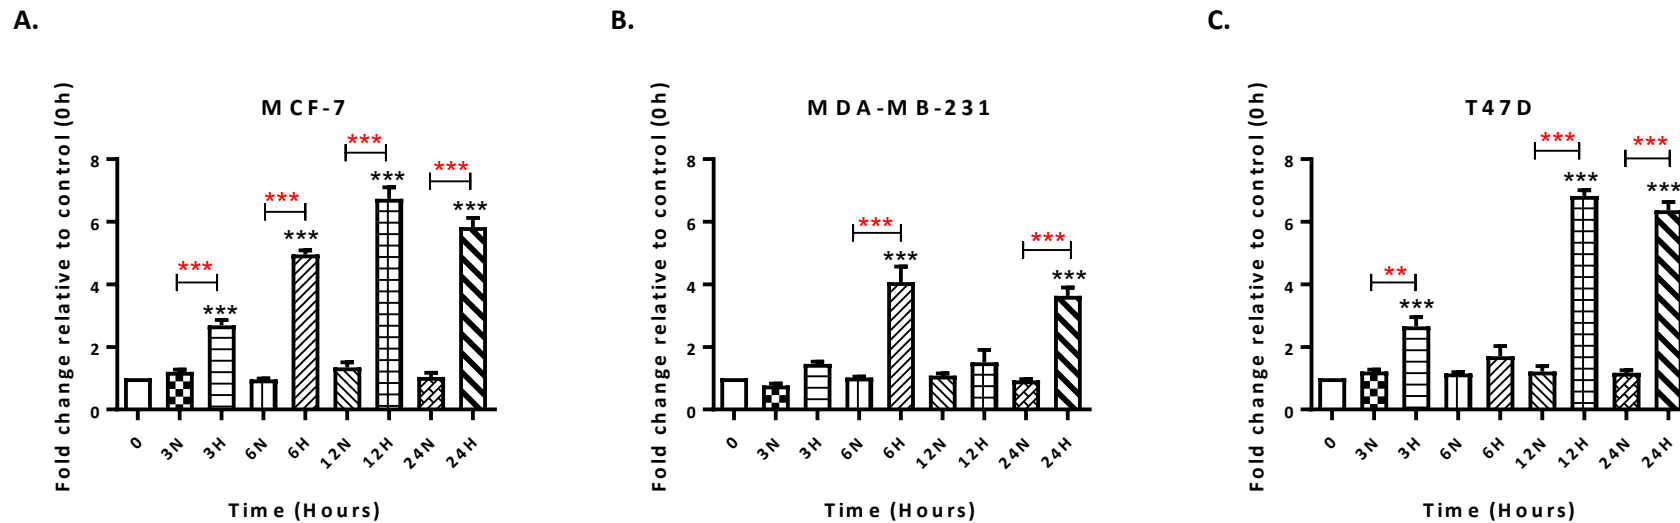 A.
MCF-7
Fold change relative to control (0h)
8
6
4
2
0
***
***
***
***
***
***
***
***
0 3N 3H 6N 6H 12N 12H 24N 24H
Time (Hours)
B.
MDA-MB-231
Fold change relative to control (0h)
8
6
4
2
0
***
***
***
***
0 3N 3H 6N 6H 12N 12H 24N 24H
Time (Hours)
C.
T47D
Fold change relative to control (0h)
8
6
4
2
0
**
***
***
***
***
***
0 3N 3H 6N 6H 12N 12H 24N 24H
Time (Hours)